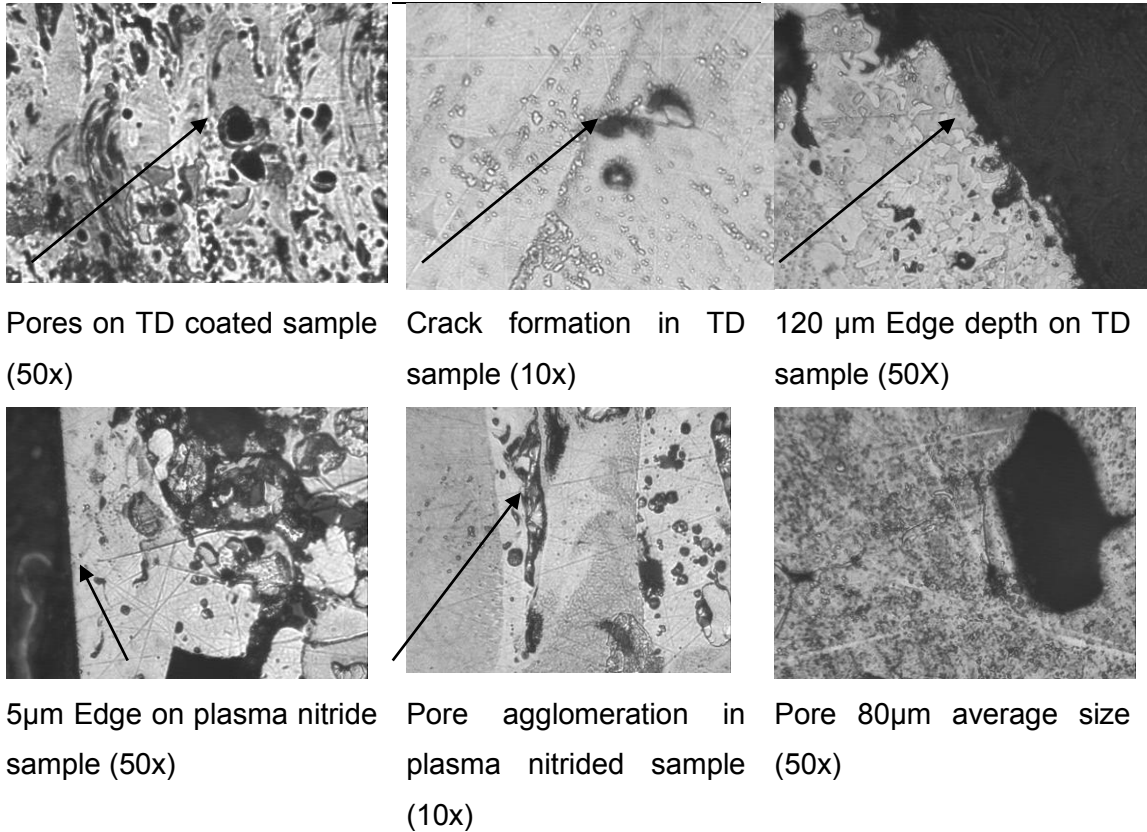 Pores on TD coated sample
(50x)
Crack formation in TD
sample (10x)
120 µm Edge depth on TD
sample (50X)
5µm Edge on plasma nitride
sample (50x)
Pore agglomeration in
plasma nitrided sample
(10x)
Pore 80µm average size
(50x)